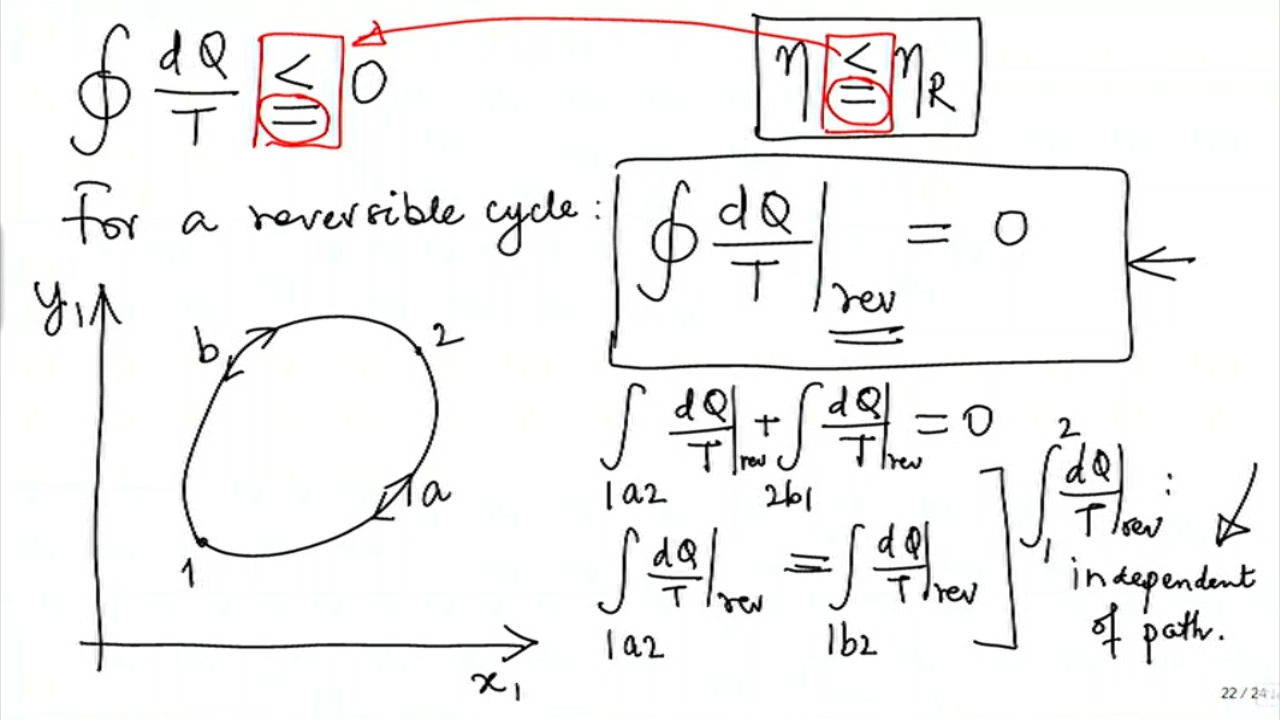 ∮ dQ/T ≤ 0
η ≤ η_R
For a reversible cycle: ∮ dQ/T |rev = 0
y₁
b
2
a
1
x₁
∫1a2 dQ/T |rev + ∫2b1 dQ/T |rev = 0
∫1a2 dQ/T |rev = ∫1b2 dQ/T |rev
∫₁² dQ/T |rev :
independent
of path.
22 / 24